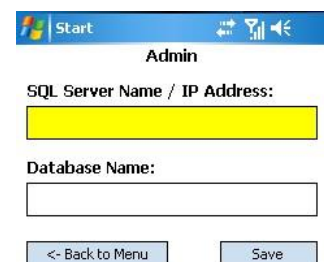 Start
Admin
SQL Server Name / IP Address:
Database Name:
<- Back to Menu Save